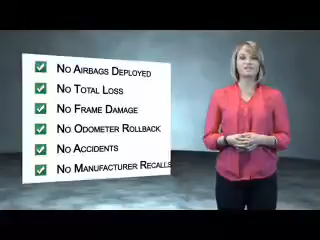 No Airbags Deployed
No Total Loss
No Frame Damage
No Odometer Rollback
No Accidents
No Manufacturer Recalls